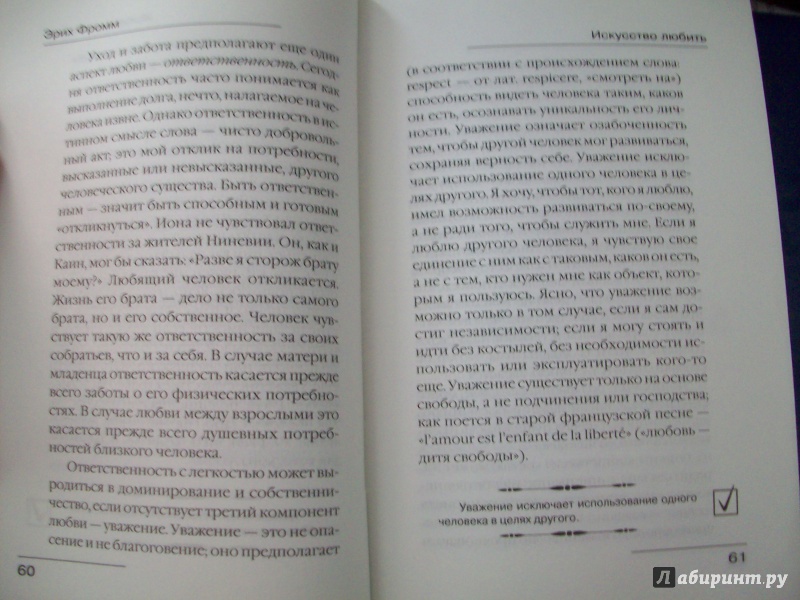 Эрих Фромм
Уход и забота предполагают еще один
аспект любви — ответственность. Сегод-
ня ответственность часто понимается как
выполнение долга, нечто, налагаемое на че-
ловека извне. Однако ответственность в ис-
тинном смысле слова — чисто доброволь-
ный акт; это мой отклик на потребности,
высказанные или невысказанные, другого
человеческого существа. Быть ответствен-
ным — значит быть способным и готовым
«откликнуться». Иона не чувствовал ответ-
ственности за жителей Ниневии. Он, как и
Каин, мог бы сказать: «Разве я сторож брату
моему?» Любящий человек откликается.
Жизнь его брата — дело не только самого
брата, но и его собственное. Человек чув-
ствует такую же ответственность за своих
собратьев, что и за себя. В случае матери и
младенца ответственность касается прежде
всего заботы о его физических потребно-
стях. В случае любви между взрослыми это
касается прежде всего душевных потреб-
ностей близкого человека.
Ответственность с легкостью может вы-
родиться в доминирование и собственни-
чество, если отсутствует третий компонент
любви — уважение. Уважение — это не опа-
сение и не благоговение; оно предполагает
60
Искусство любить
(в соответствии с происхождением слова:
respect — от лат. respicere, «смотреть на»)
способность видеть человека таким, каков
он есть, осознавать уникальность его лич-
ности. Уважение означает озабоченность
тем, чтобы другой человек мог развиваться,
сохраняя верность себе. Уважение исклю-
чает использование одного человека в це-
лях другого. Я хочу, чтобы тот, кого я люблю,
имел возможность развиваться по-своему,
а не ради того, чтобы служить мне. Если я
люблю другого человека, я чувствую свое
единение с ним как с таковым, каков он есть,
а не с тем, кто нужен мне как объект, кото-
рым я пользуюсь. Ясно, что уважение воз-
можно только в том случае, если я сам до-
стиг независимости; если я могу стоять и
идти без костылей, без необходимости ис-
пользовать или эксплуатировать кого-то
еще. Уважение существует только на основе
свободы, а не подчинения или господства;
как поется в старой французской песне —
«l'amour est l'enfant de la liberté» («любовь —
дитя свободы»).
Уважение исключает использование одного
человека в целях другого.
61
Лабиринт.ру